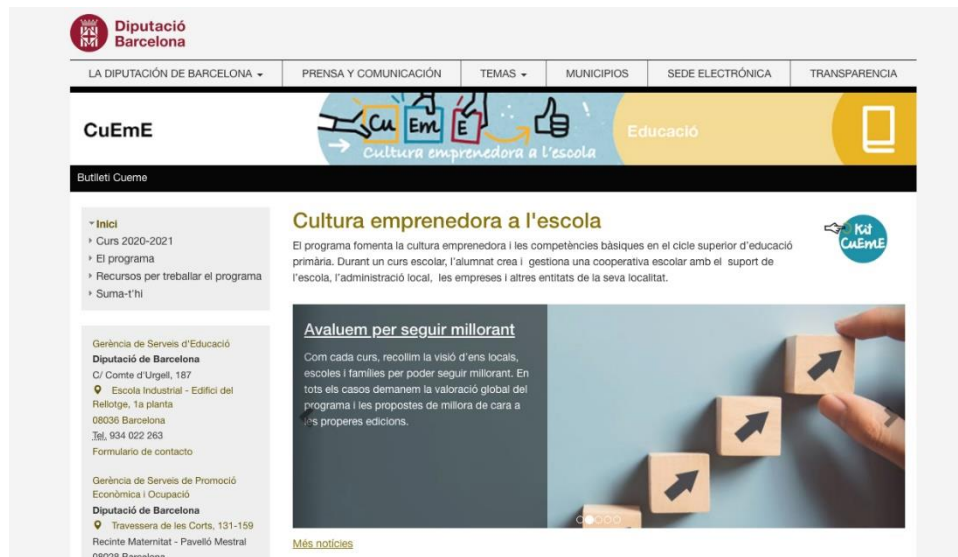 Diputació
Barcelona
LA DIPUTACIÓN DE BARCELONA
PRENSA Y COMUNICACIÓN
TEMAS
MUNICIPIOS
SEDE ELECTRÓNICA
TRANSPARENCIA
CuEmE
Cu Em E
Cultura emprenedora a l'escola
Educació
Butlletí Cueme
Inici
Curs 2020-2021
El programa
Recursos per treballar el programa
Suma-t'hi
Gerència de Serveis d'Educació
Diputació de Barcelona
C/ Comte d'Urgell, 187
Escola Industrial - Edifici del
Rellotge, 1a planta
08036 Barcelona
Tel. 934 022 263
Formulario de contacto
Gerència de Serveis de Promoció
Econòmica i Ocupació
Diputació de Barcelona
Travessera de les Corts, 131-159
Recinte Maternitat - Pavelló Mestral
08028 Barcelona
Cultura emprenedora a l'escola
El programa fomenta la cultura emprenedora i les competències bàsiques en el cicle superior d'educació
primària. Durant un curs escolar, l'alumnat crea i gestiona una cooperativa escolar amb el suport de
l'escola, l'administració local, les empreses i altres entitats de la seva localitat.
Kit
CuEmE
Avaluem per seguir millorant
Com cada curs, recollim la visió d'ens locals,
escoles i famílies per poder seguir millorant. En
tots els casos demanem la valoració global del
programa i les propostes de millora de cara a
les properes edicions.
Més notícies